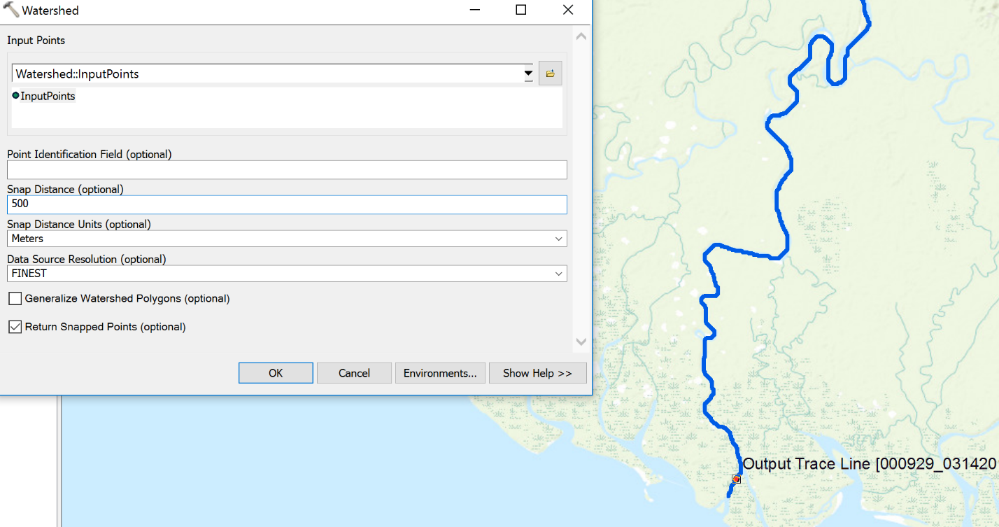 Watershed
Input Points
Watershed::InputPoints
InputPoints
Point Identification Field (optional)
Snap Distance (optional)
500
Snap Distance Units (optional)
Meters
Data Source Resolution (optional)
FINEST
Generalize Watershed Polygons (optional)
Return Snapped Points (optional)
OK
Cancel
Environments...
Show Help >>
Output Trace Line [000929_031420